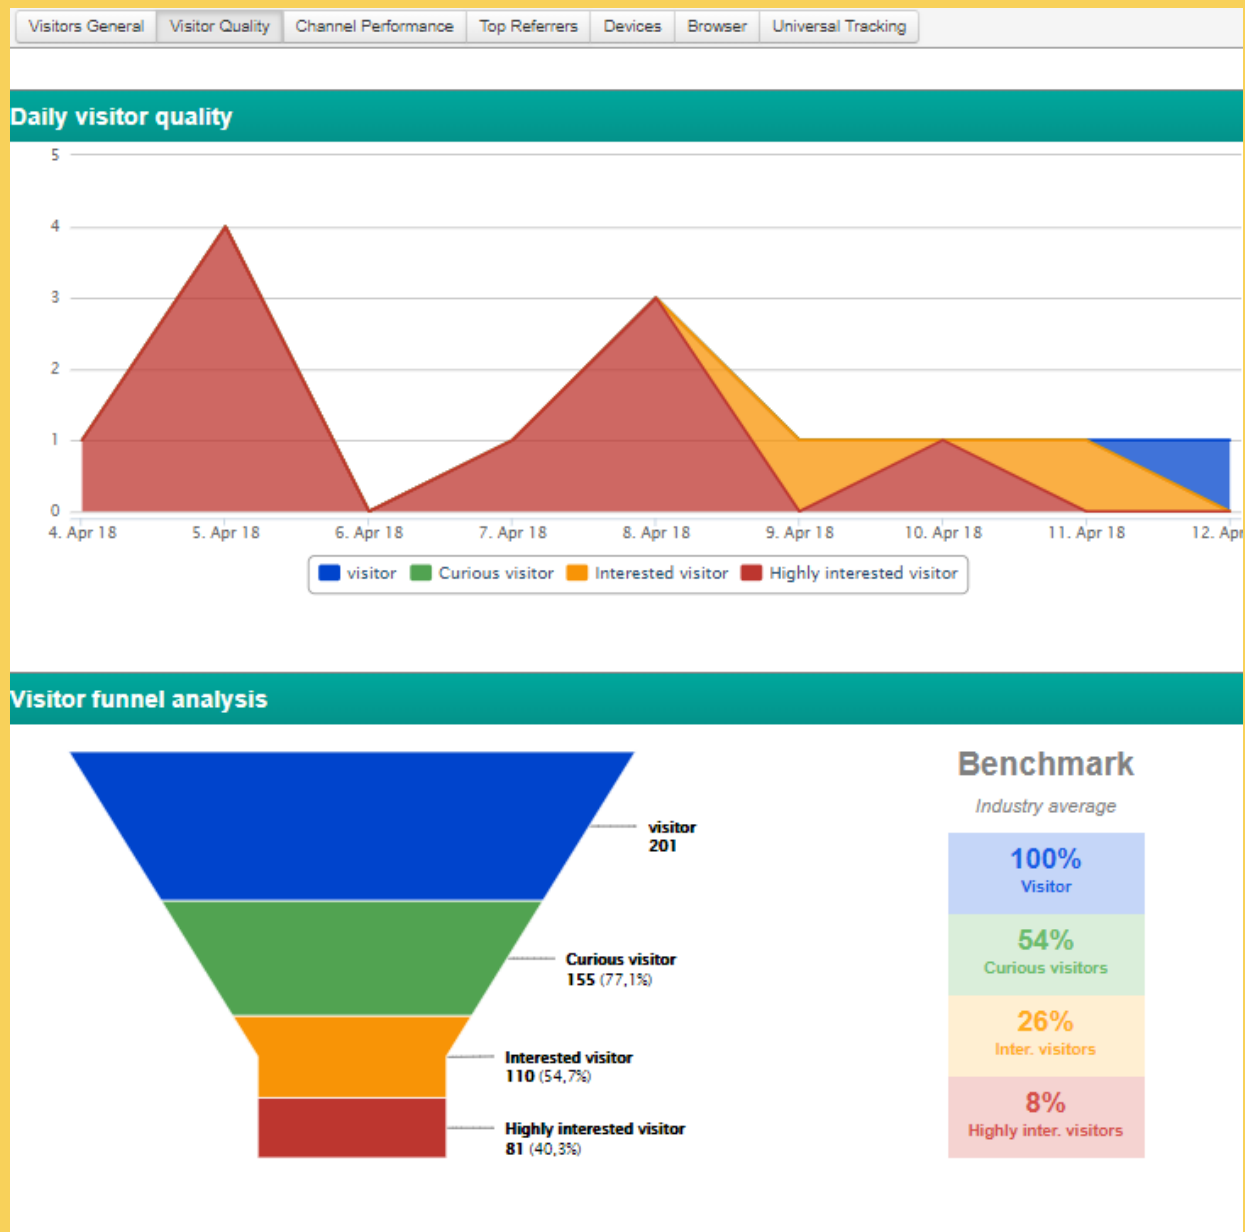 Visitors General Visitor Quality Channel Performance Top Referrers Devices Browser Universal Tracking
Daily visitor quality
5
4
3
2
1
0
4. Apr 18 5. Apr 18 6. Apr 18 7. Apr 18 8. Apr 18 9. Apr 18 10. Apr 18 11. Apr 18 12. Apr
visitor Curious visitor Interested visitor Highly interested visitor
Visitor funnel analysis
visitor
201
Curious visitor
155 (77,1%)
Interested visitor
110 (54,7%)
Highly interested visitor
81 (40,3%)
Benchmark
Industry average
100%
Visitor
54%
Curious visitors
26%
Inter. visitors
8%
Highly inter. visitors